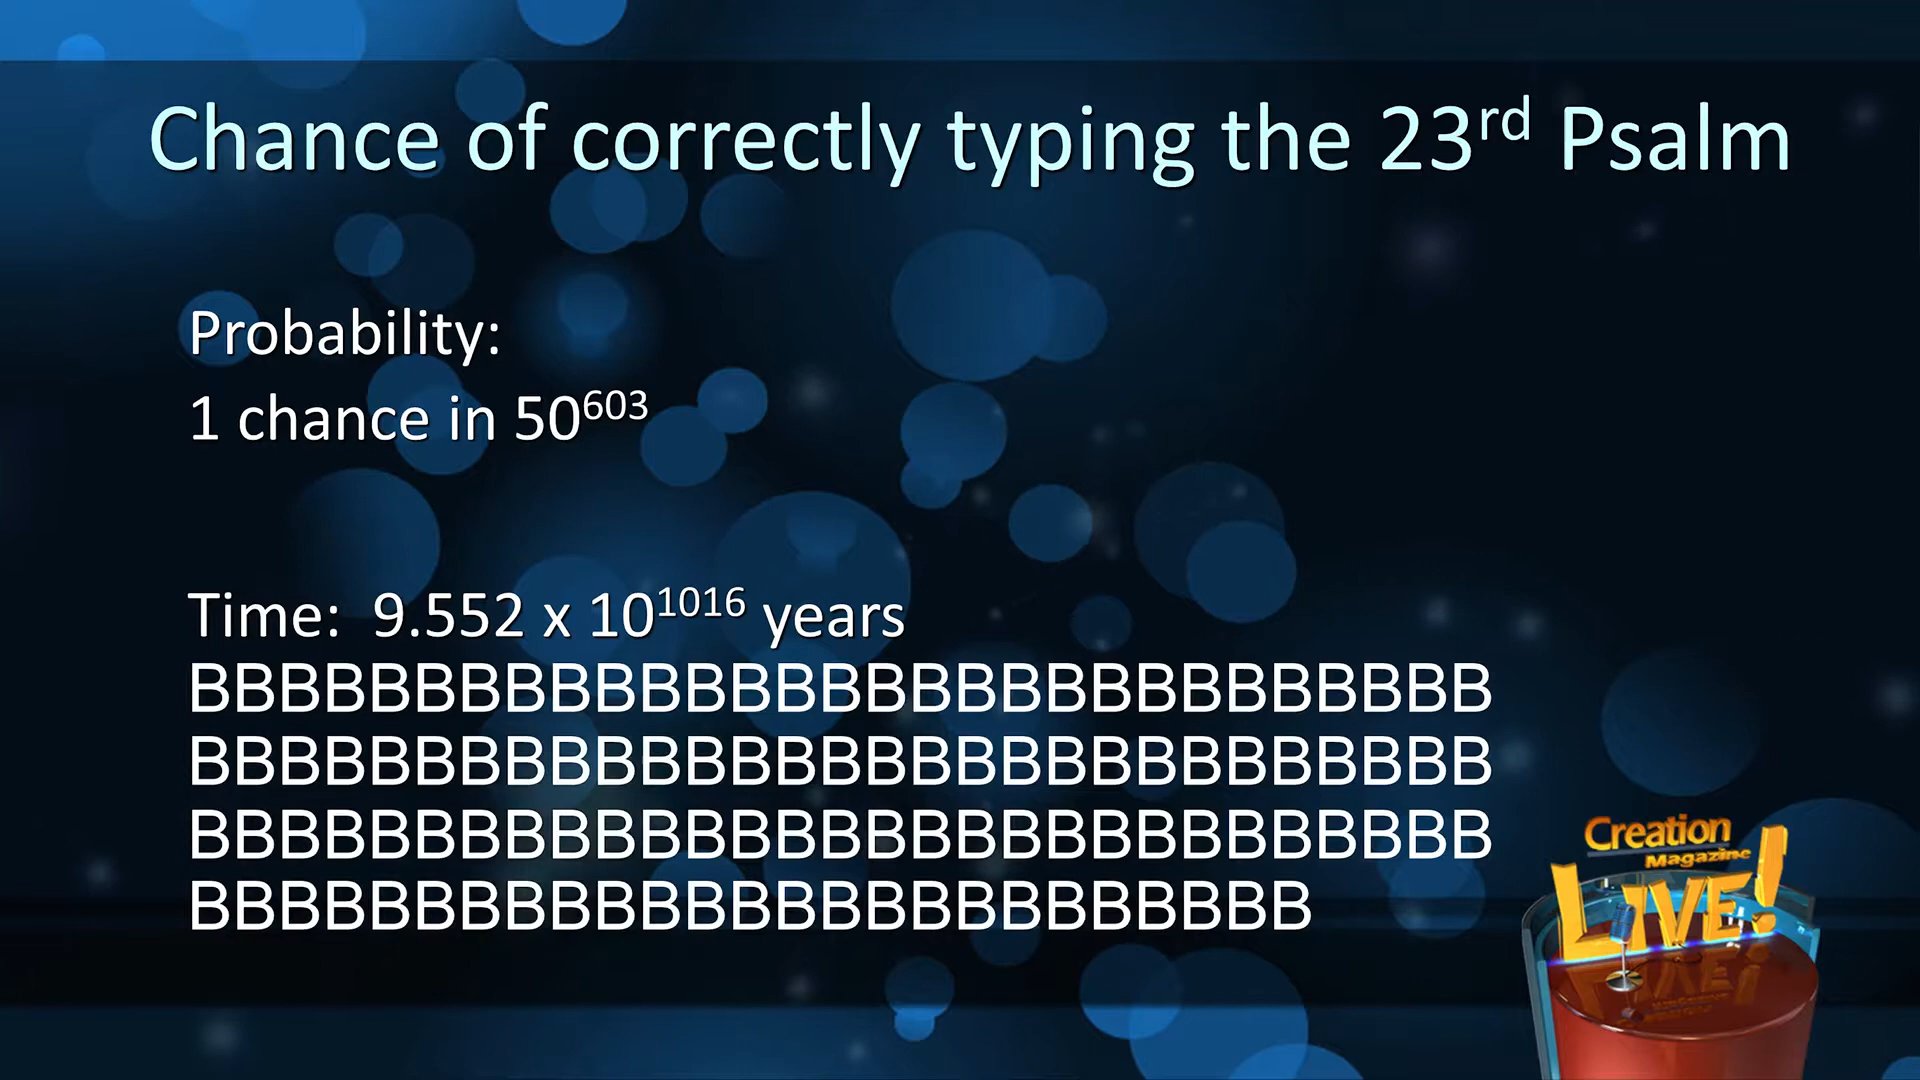 Chance of correctly typing the 23rd Psalm
Probability:
1 chance in 50⁶⁰³
Time: 9.552 x 10¹⁰¹⁶ years
BBBBBBBBBBBBBBBBBBBBBBBBBBBBB
BBBBBBBBBBBBBBBBBBBBBBBBBBBBB
BBBBBBBBBBBBBBBBBBBBBBBBBBBBB
BBBBBBBBBBBBBBBBBBBBBBBBB
Creation
Magazine
LIVE!